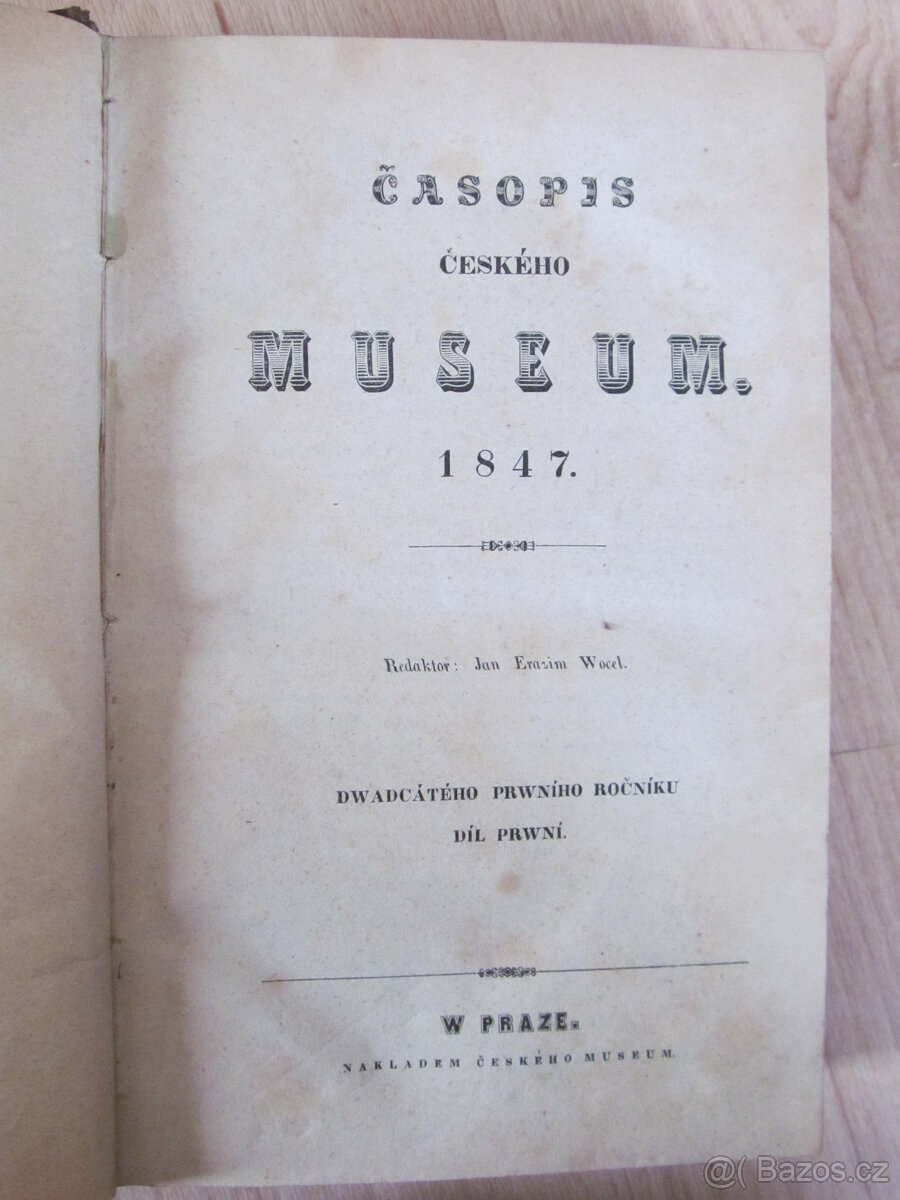 ČASOPIS
ČESKÉHO
MUSEUM.
1847.
Redaktor: Jan Erazim Wocel.
DWADCÁTÉHO PRWNÍHO ROČNÍKU
DÍL PRWNÍ.
W PRAZE.
NAKLADEM ČESKÉHO MUSEUM.
@( Bazos.cz